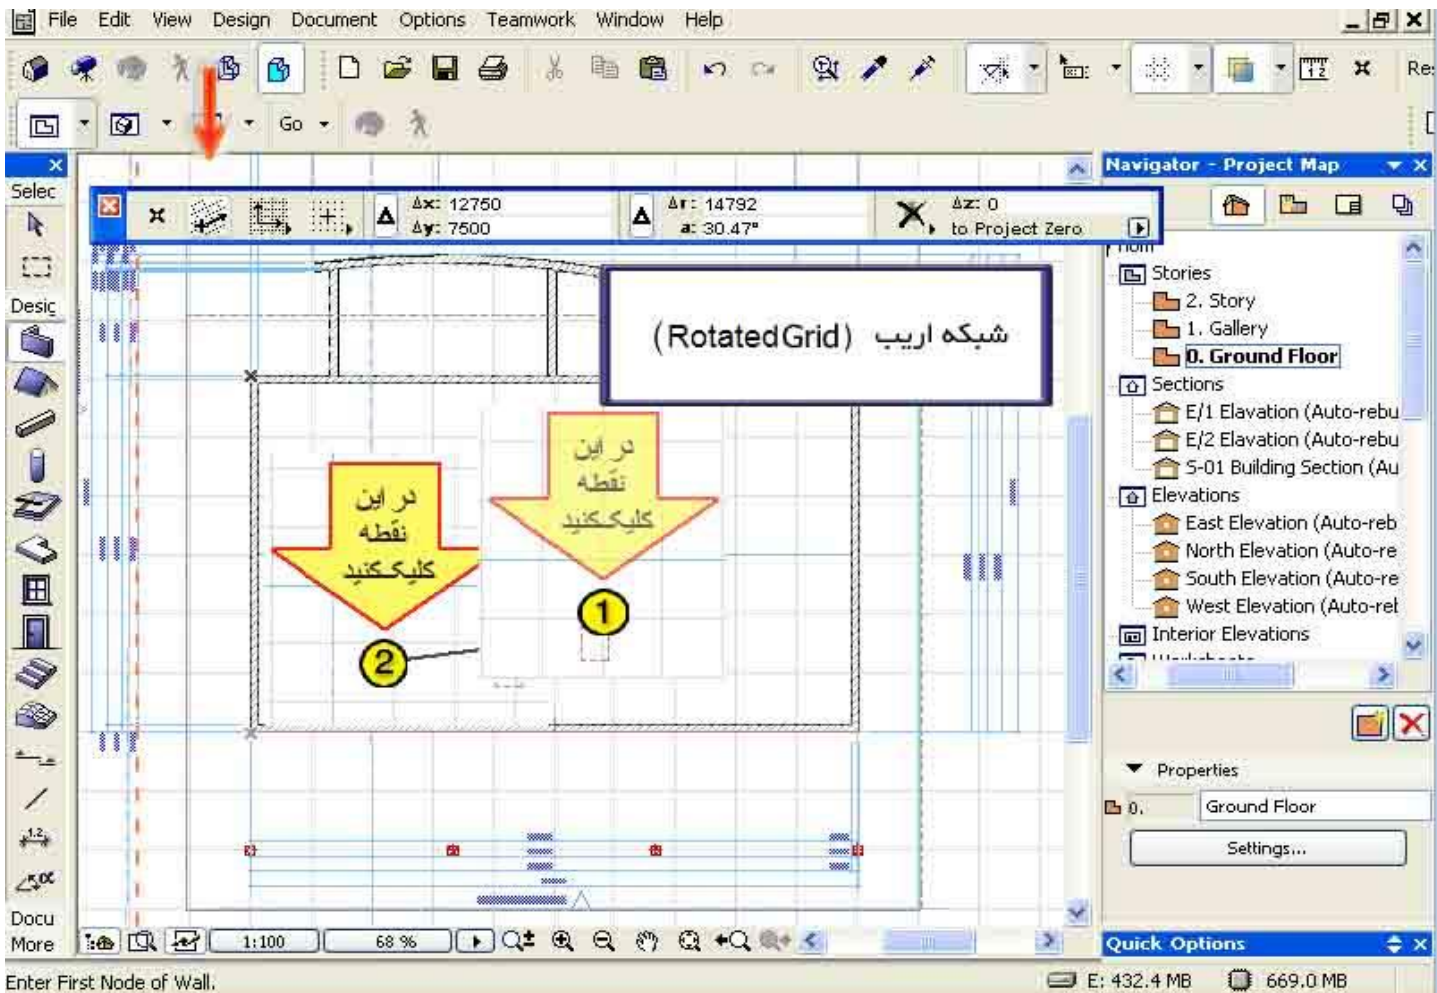 File Edit View Design Document Options Teamwork Window Help
Go
Selec
Navigator - Project Map
Δx: 12750
Δy: 7500
Δr: 14792
a: 30.47°
Δz: 0
to Project Zero
Stories
2. Story
1. Gallery
0. Ground Floor
Sections
E/1 Elavation (Auto-rebu
E/2 Elavation (Auto-rebu
S-01 Building Section (Au
Elevations
East Elevation (Auto-reb
North Elevation (Auto-re
South Elevation (Auto-re
West Elevation (Auto-ret
Interior Elevations
Desig
شبکه اریب (RotatedGrid)
در این
نقطه
کلیک‌کنید
1
در این
نقطه
کلیک‌کنید
2
Properties
0. Ground Floor
Settings...
Docu
More
1:100
68 %
Quick Options
Enter First Node of Wall.
E: 432.4 MB
669.0 MB